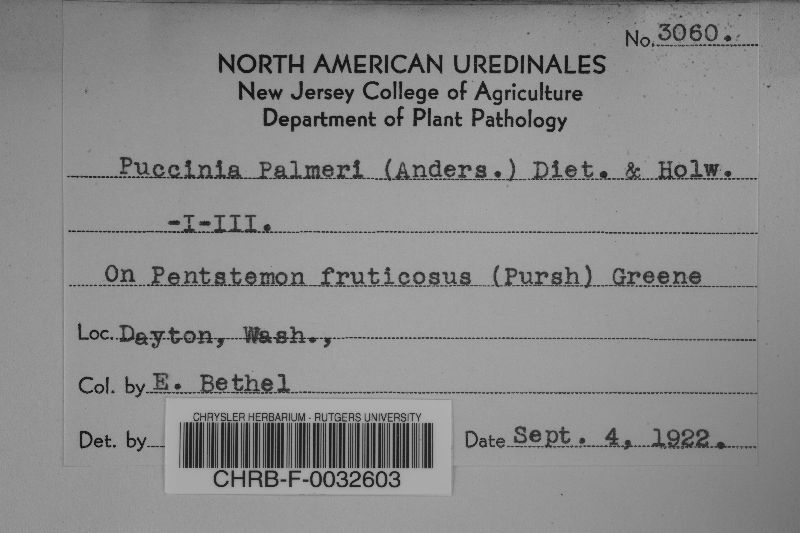 No. 3060.
NORTH AMERICAN UREDINALES
New Jersey College of Agriculture
Department of Plant Pathology
Puccinia Palmeri (Anders.) Diet. & Holw.
-I-III.
On Pentstemon fruticosus (Pursh) Greene
Loc. Dayton, Wash.,
Col. by E. Bethel
Det. by
Date Sept. 4, 1922.
CHRYSLER HERBARIUM - RUTGERS UNIVERSITY
CHRB-F-0032603